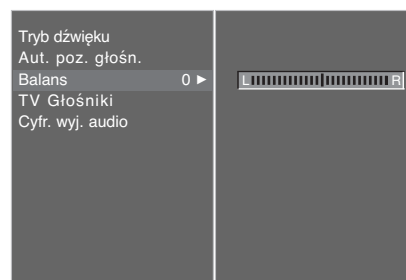 Tryb dźwięku
Aut. poz. głośn.
Balans 0 ►
L R
TV Głośniki
Cyfr. wyj. audio